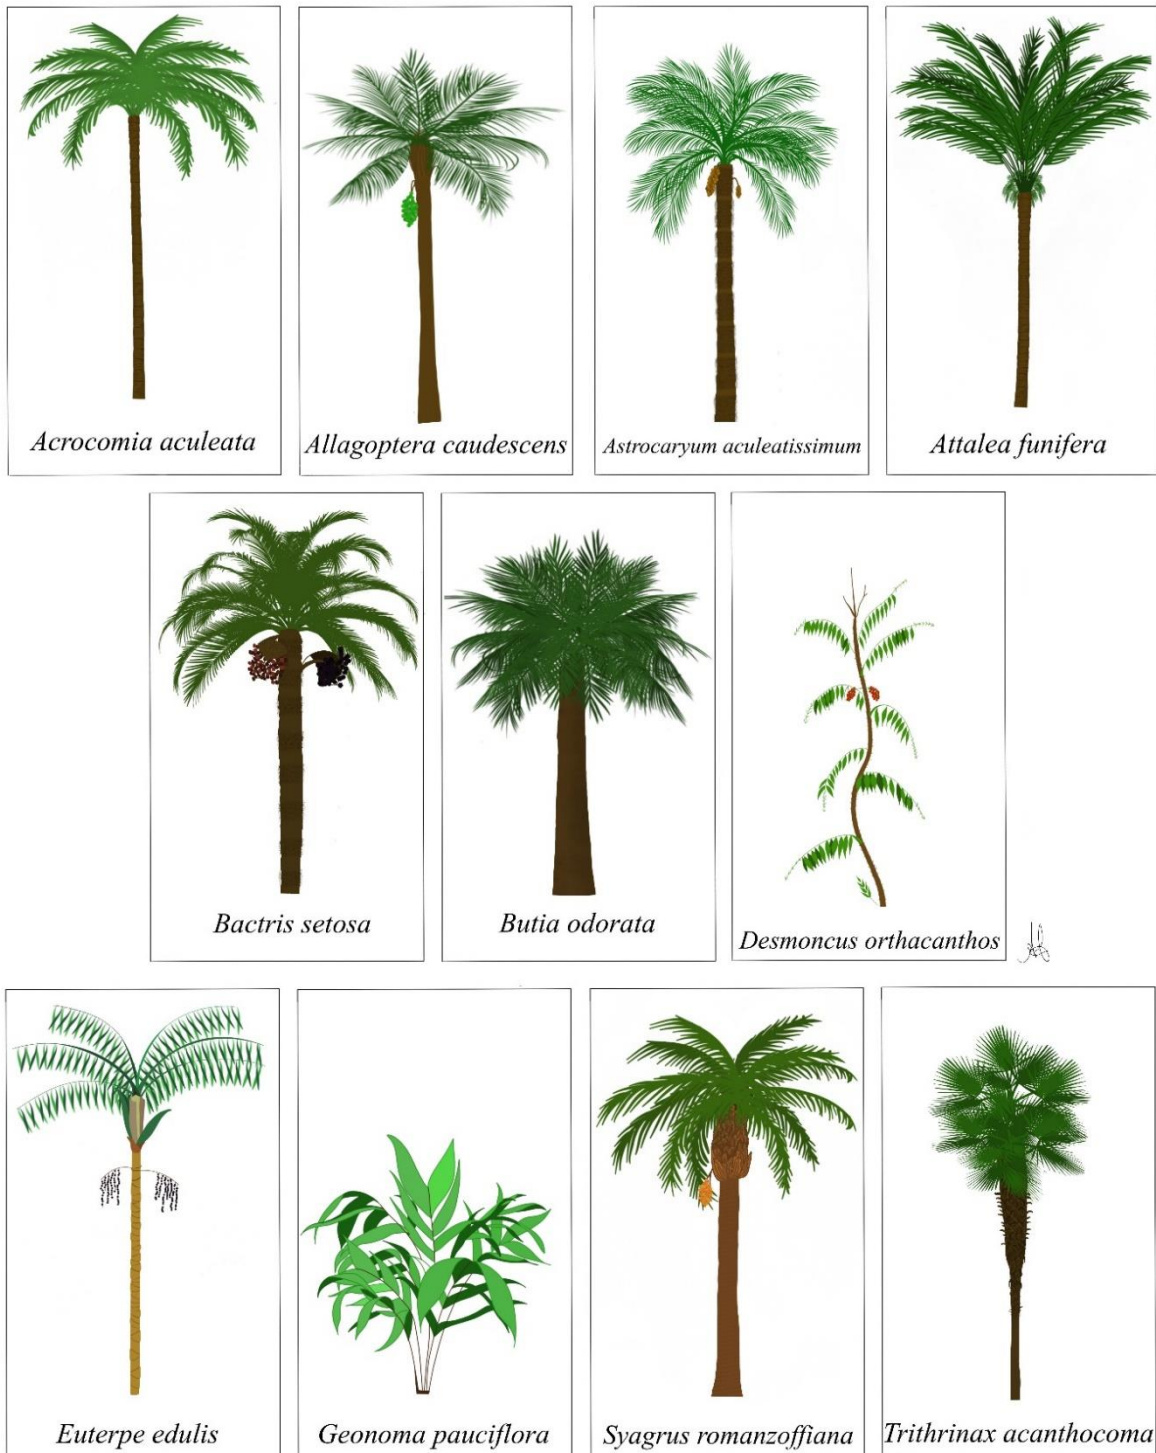 Acrocomia aculeata
Allagoptera caudescens
Astrocaryum aculeatissimum
Attalea funifera
Bactris setosa
Butia odorata
Desmoncus orthacanthos
Euterpe edulis
Geonoma pauciflora
Syagrus romanzoffiana
Trithrinax acanthocoma